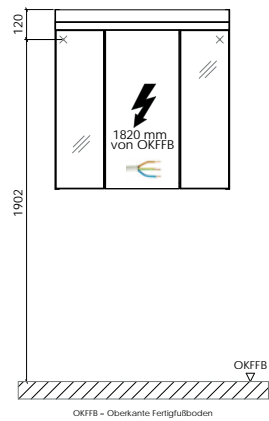 120
1820 mm
von OKFFB
1902
OKFFB
OKFFB = Oberkante Fertigfußboden